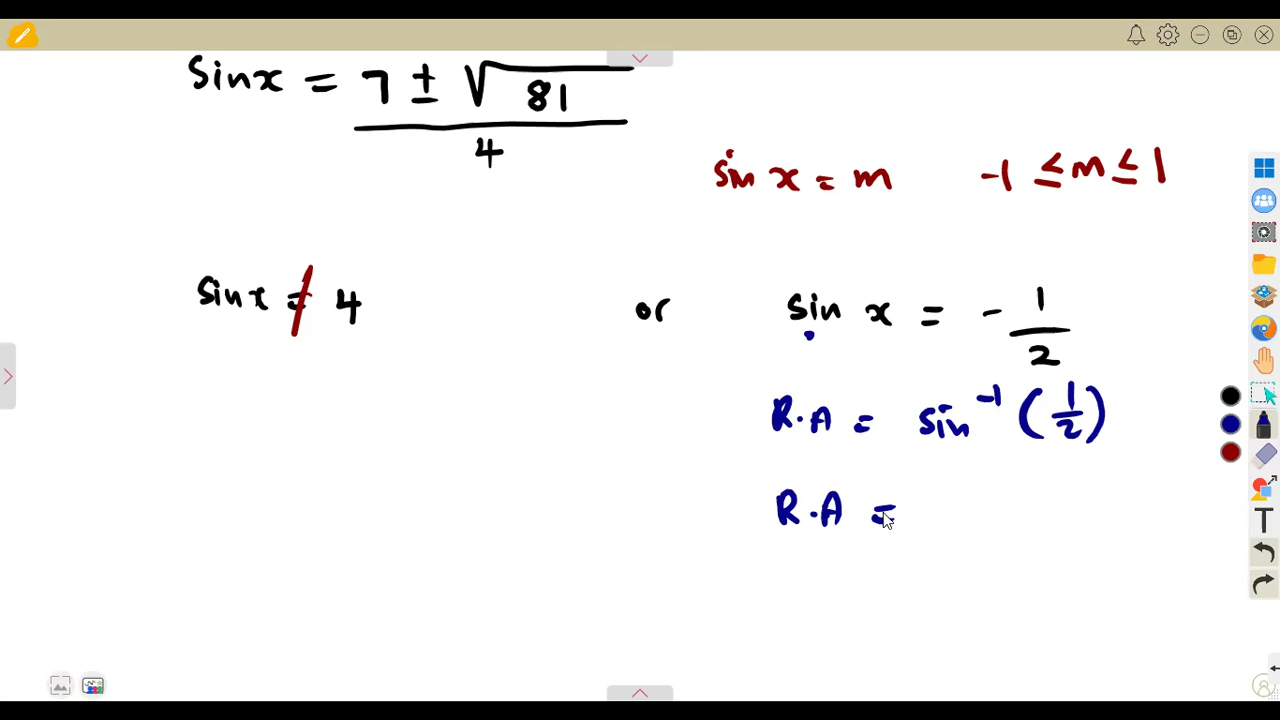 Sinx = 7 ± √81
4
sin x = m -1 ≤ m ≤ 1
sinx ≠ 4 or sin x = - 1/2
R.A = sin⁻¹ (1/2)
R.A =
T